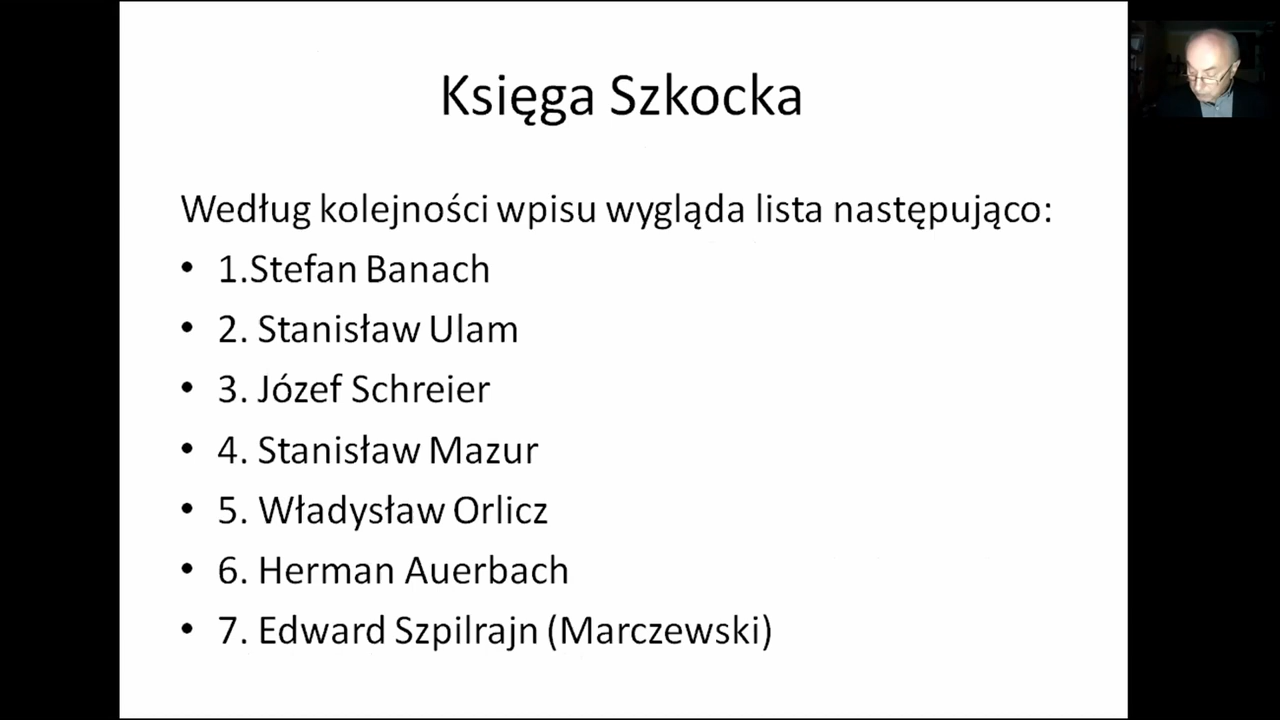 Księga Szkocka
Według kolejności wpisu wygląda lista następująco:
• 1.Stefan Banach
• 2. Stanisław Ulam
• 3. Józef Schreier
• 4. Stanisław Mazur
• 5. Władysław Orlicz
• 6. Herman Auerbach
• 7. Edward Szpilrajn (Marczewski)